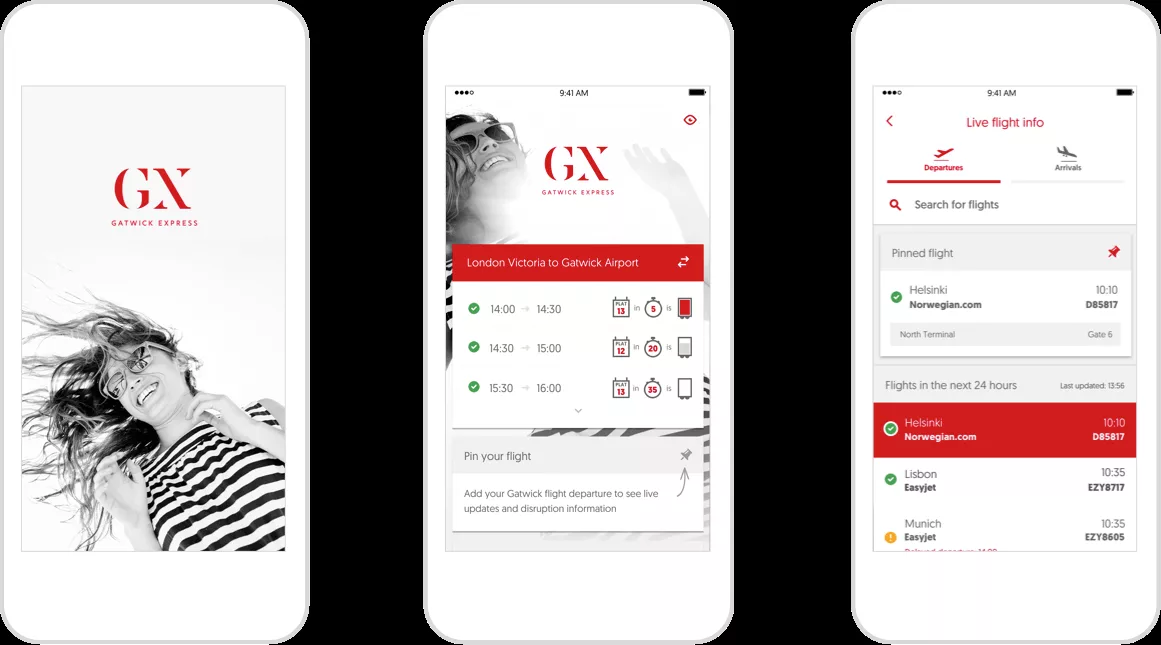 GX
GATWICK EXPRESS
9:41 AM
GX
GATWICK EXPRESS
London Victoria to Gatwick Airport
14:00 14:30 PLAT 13 in 5 is
14:30 15:00 PLAT 12 in 20 is
15:30 16:00 PLAT 13 in 35 is
Pin your flight
Add your Gatwick flight departure to see live
updates and disruption information
9:41 AM
Live flight info
Departures Arrivals
Search for flights
Pinned flight
Helsinki 10:10
Norwegian.com D85817
North Terminal Gate 6
Flights in the next 24 hours Last updated: 13:56
Helsinki 10:10
Norwegian.com D85817
Lisbon 10:35
Easyjet EZY8717
Munich 10:35
Easyjet EZY8605